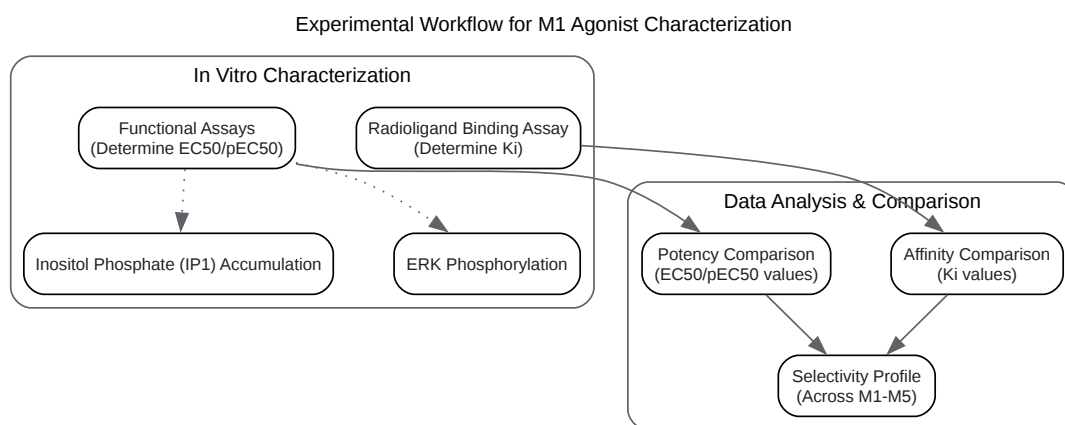 Experimental Workflow for M1 Agonist Characterization
In Vitro Characterization
Functional Assays
(Determine EC50/pEC50)
Radioligand Binding Assay
(Determine Ki)
Inositol Phosphate (IP1) Accumulation
ERK Phosphorylation
Data Analysis & Comparison
Potency Comparison
(EC50/pEC50 values)
Affinity Comparison
(Ki values)
Selectivity Profile
(Across M1-M5)